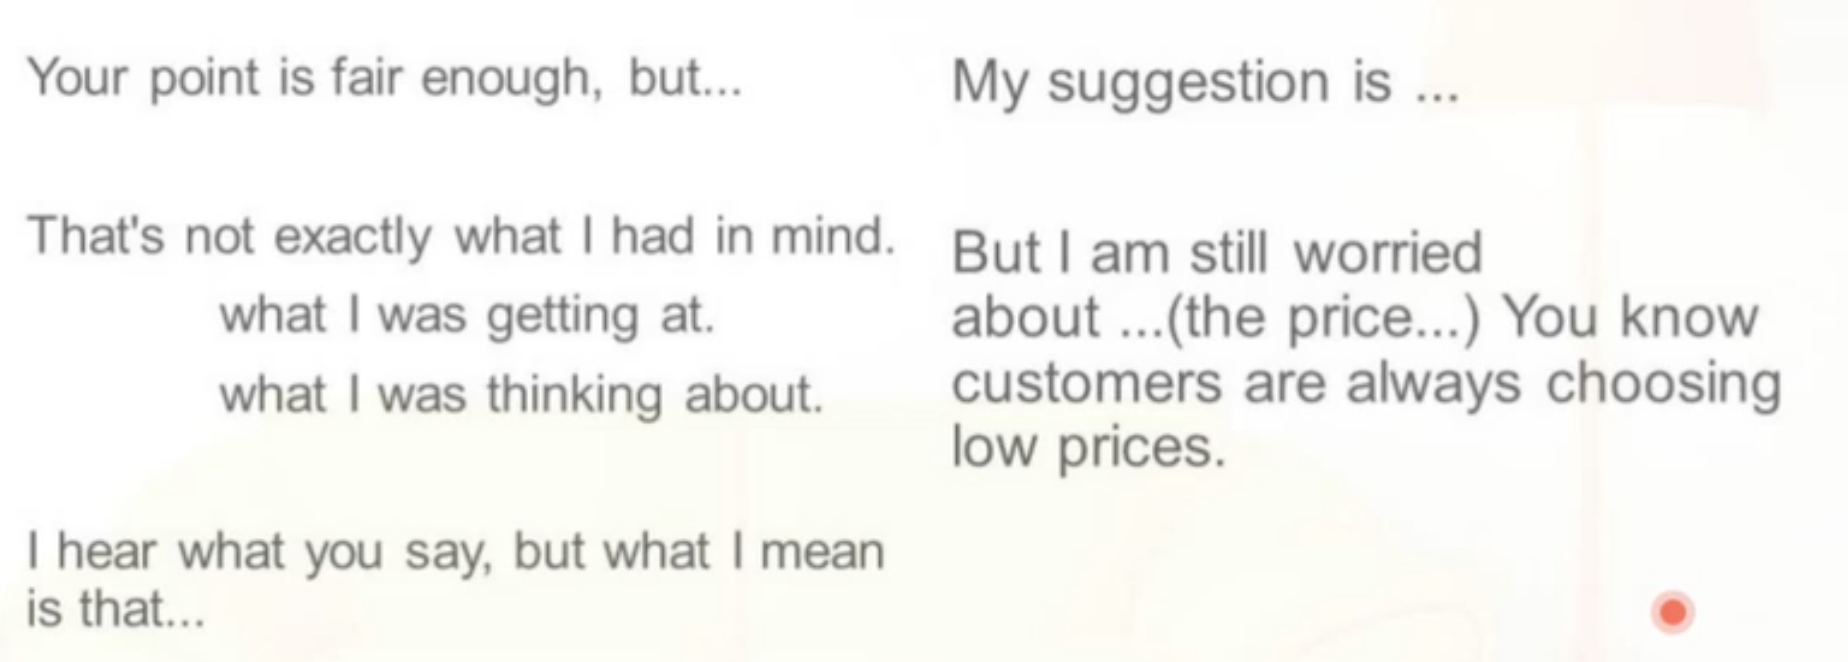 Your point is fair enough, but...
That's not exactly what I had in mind.
what I was getting at.
what I was thinking about.
I hear what you say, but what I mean
is that...
My suggestion is ...
But I am still worried
about ...(the price...) You know
customers are always choosing
low prices.